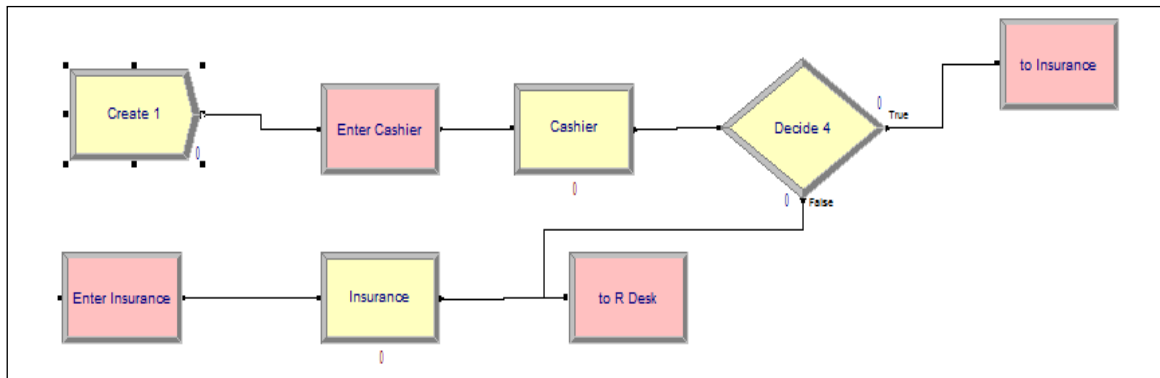 to Insurance
Create 1
0
Enter Cashier
Cashier
0
Decide 4
0
True
0
False
Enter Insurance
Insurance
0
to R Desk